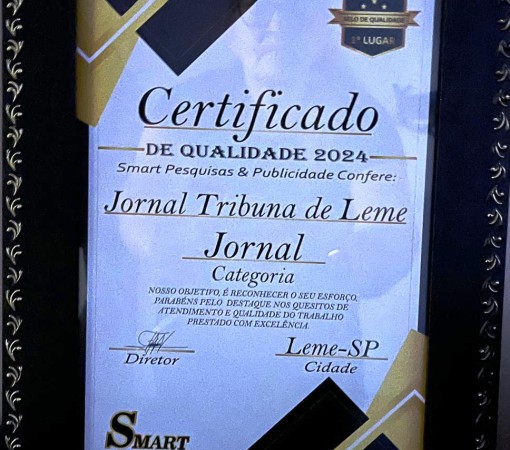 SELO DE QUALIDADE
1º LUGAR
Certificado
DE QUALIDADE 2024
Smart Pesquisas & Publicidade Confere:
Jornal Tribuna de Leme
Jornal
Categoria
NOSSO OBJETIVO, É RECONHECER O SEU ESFORÇO,
PARABÉNS PELO DESTAQUE NOS QUESITOS DE
ATENDIMENTO E QUALIDADE DO TRABALHO
PRESTADO COM EXCELÊNCIA.
Diretor
Leme-SP
Cidade
SMART